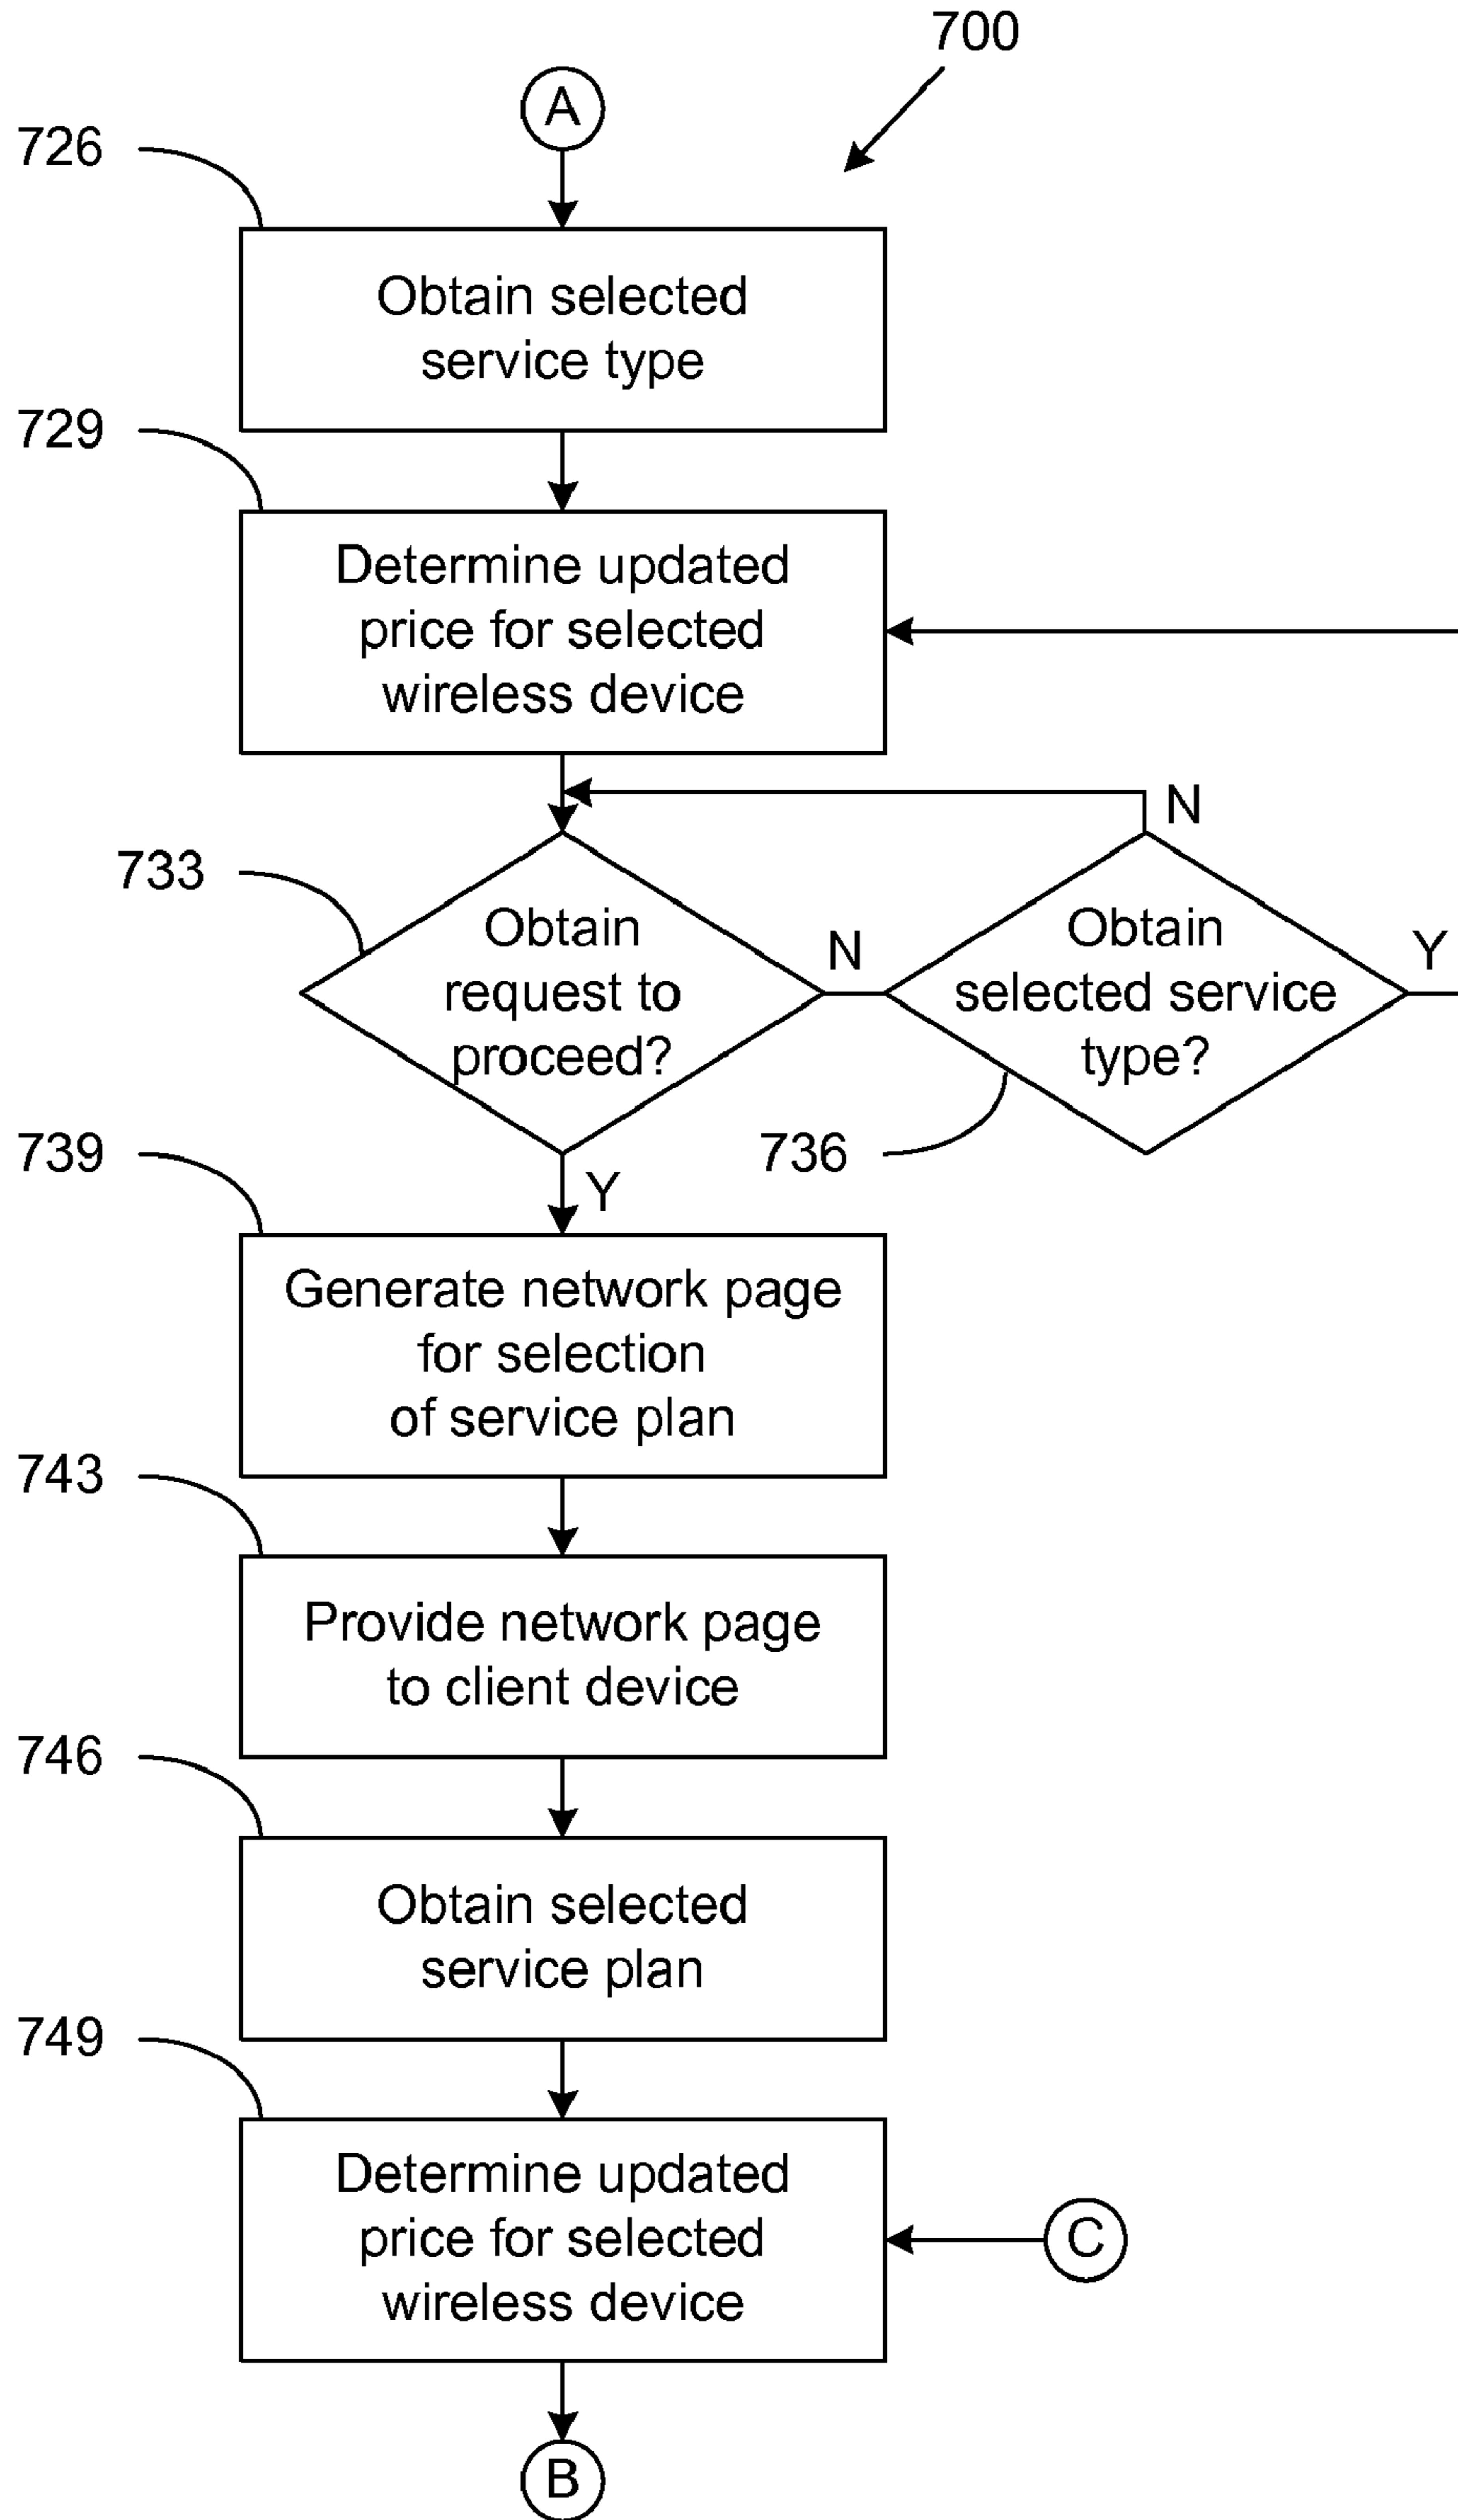 700
A
726
Obtain selected
service type
729
Determine updated
price for selected
wireless device
N
733
Obtain
request to
proceed?
N
Obtain
selected service
type?
Y
736
Y
739
Generate network page
for selection
of service plan
743
Provide network page
to client device
746
Obtain selected
service plan
749
Determine updated
price for selected
wireless device
C
B